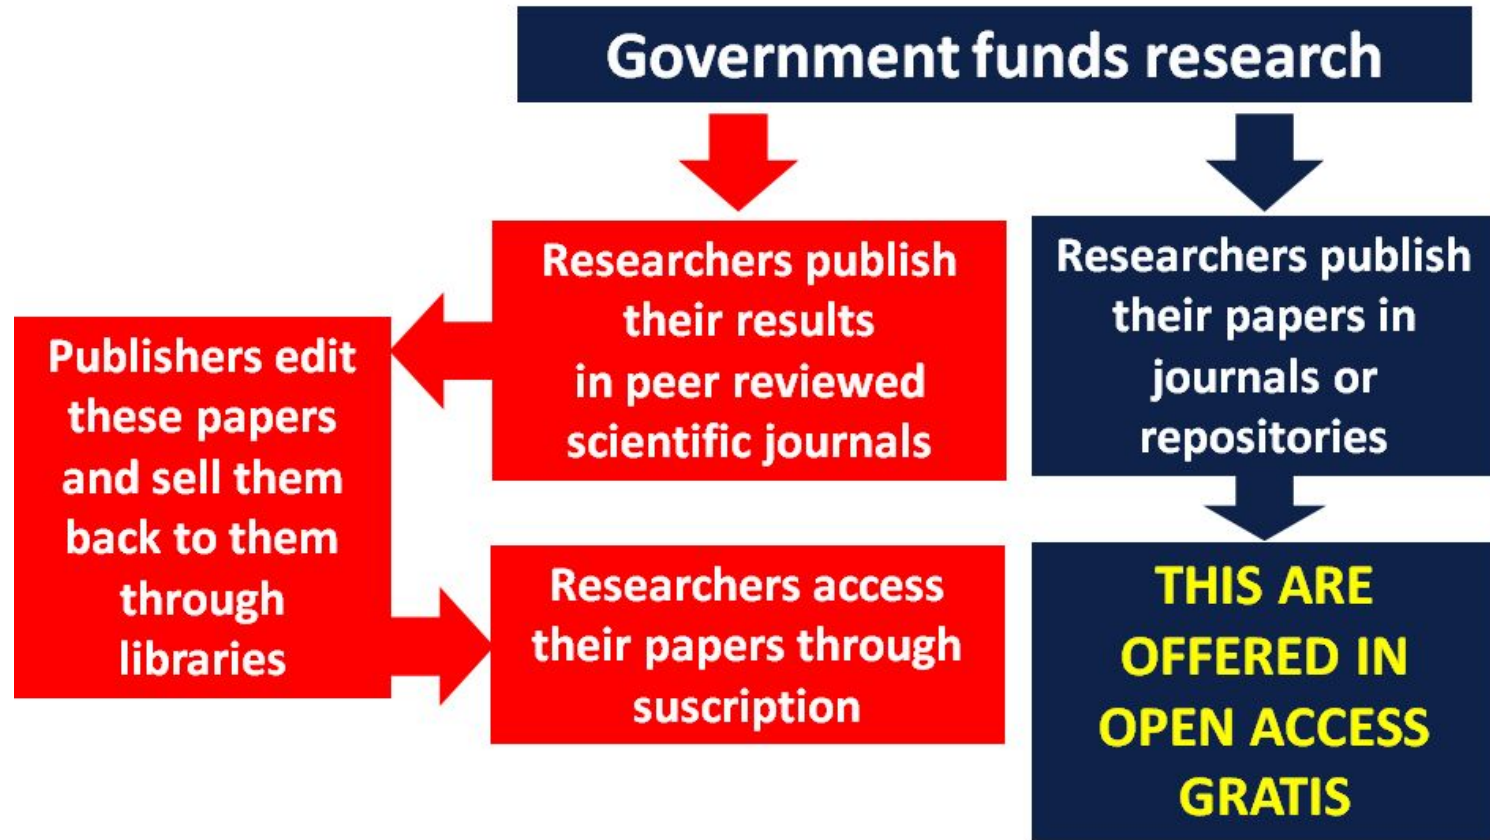 Government funds research
Researchers publish
their results
in peer reviewed
scientific journals
Publishers edit
these papers
and sell them
back to them
through
libraries
Researchers access
their papers through
suscription
Researchers publish
their papers in
journals or
repositories
THIS ARE
OFFERED IN
OPEN ACCESS
GRATIS